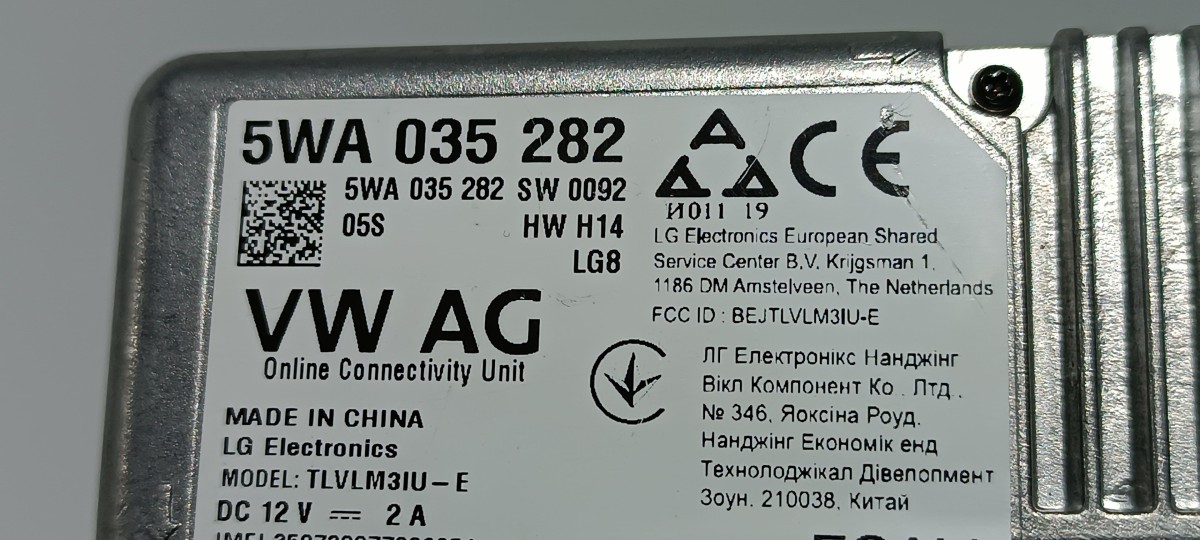 5WA 035 282
5WA 035 282 SW 0092
05S HW H14
LG8
VW AG
Online Connectivity Unit
MADE IN CHINA
LG Electronics
MODEL: TLVLM3IU-E
DC 12 V ⎓ 2 A
AAA CE
И011 19
LG Electronics European Shared
Service Center B.V. Krijgsman 1,
1186 DM Amstelveen, The Netherlands
FCC ID : BEJTLVLM3IU-E
ЛГ Електронікс Нанджінг
Вікл Компонент Ко . Лтд.,
№ 346, Яоксіна Роуд.
Нанджінг Економік енд
Технолоджікал Дівелопмент
Зоун. 210038, Китай